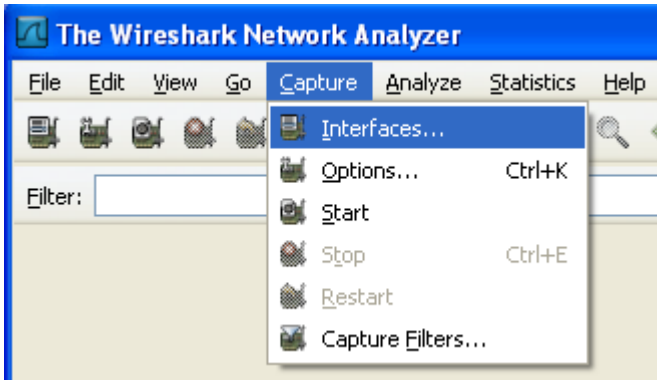 The Wireshark Network Analyzer
File Edit View Go Capture Analyze Statistics Help
Interfaces...
Options... Ctrl+K
Filter:
Start
Stop Ctrl+E
Restart
Capture Filters...